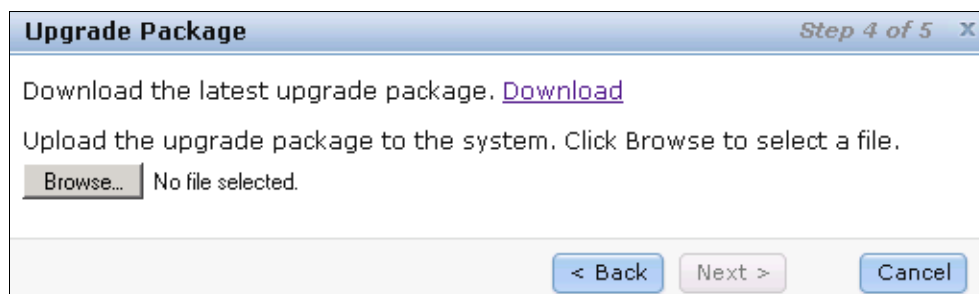 Upgrade Package Step 4 of 5 x
Download the latest upgrade package. Download
Upload the upgrade package to the system. Click Browse to select a file.
Browse... No file selected.
< Back Next > Cancel